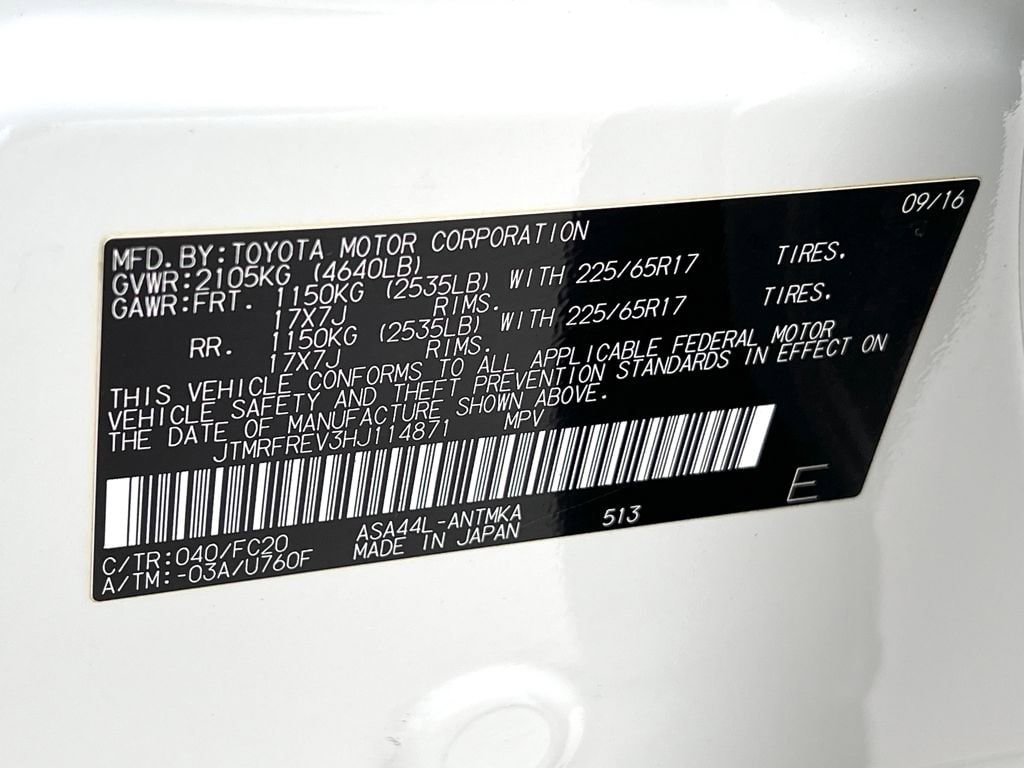 09/16
MFD. BY: TOYOTA MOTOR CORPORATION
GVWR: 2105KG (4640LB)
GAWR: FRT. 1150KG (2535LB) WITH 225/65R17 TIRES.
17X7J RIMS.
RR. 1150KG (2535LB) WITH 225/65R17 TIRES.
17X7J RIMS.
THIS VEHICLE CONFORMS TO ALL APPLICABLE FEDERAL MOTOR
VEHICLE SAFETY AND THEFT PREVENTION STANDARDS IN EFFECT ON
THE DATE OF MANUFACTURE SHOWN ABOVE.
JTMRFREV3HJ114871 MPV
C/TR: 040/FC20 ASA44L-ANTMKA 513 E
A/TM: -03A/U760F MADE IN JAPAN